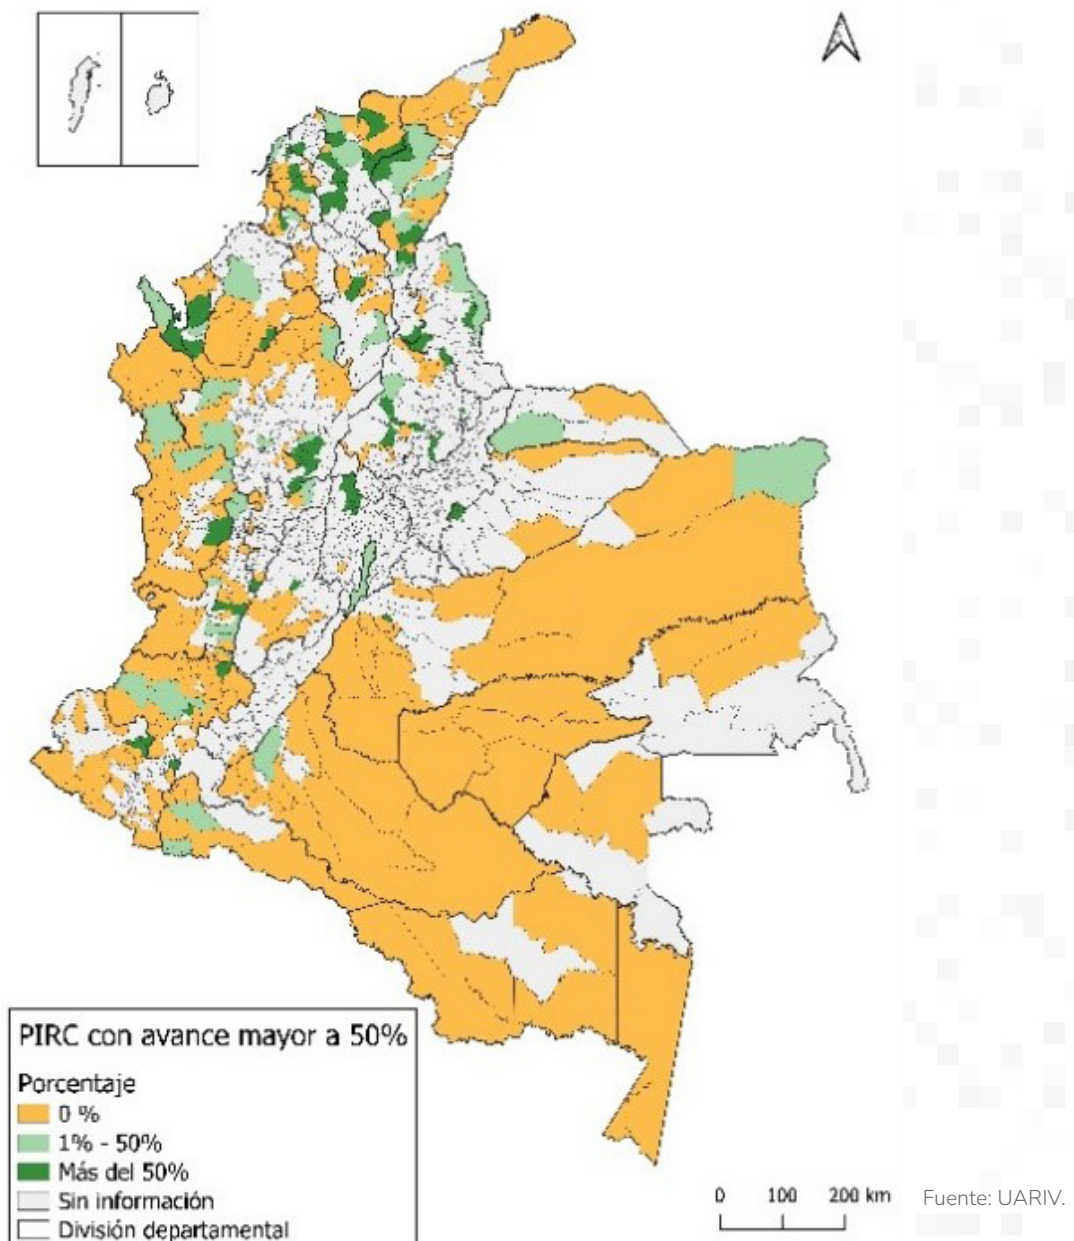 PIRC con avance mayor a 50%
Porcentaje
0 %
1% - 50%
Más del 50%
Sin información
División departamental
0 100 200 km
Fuente: UARIV.